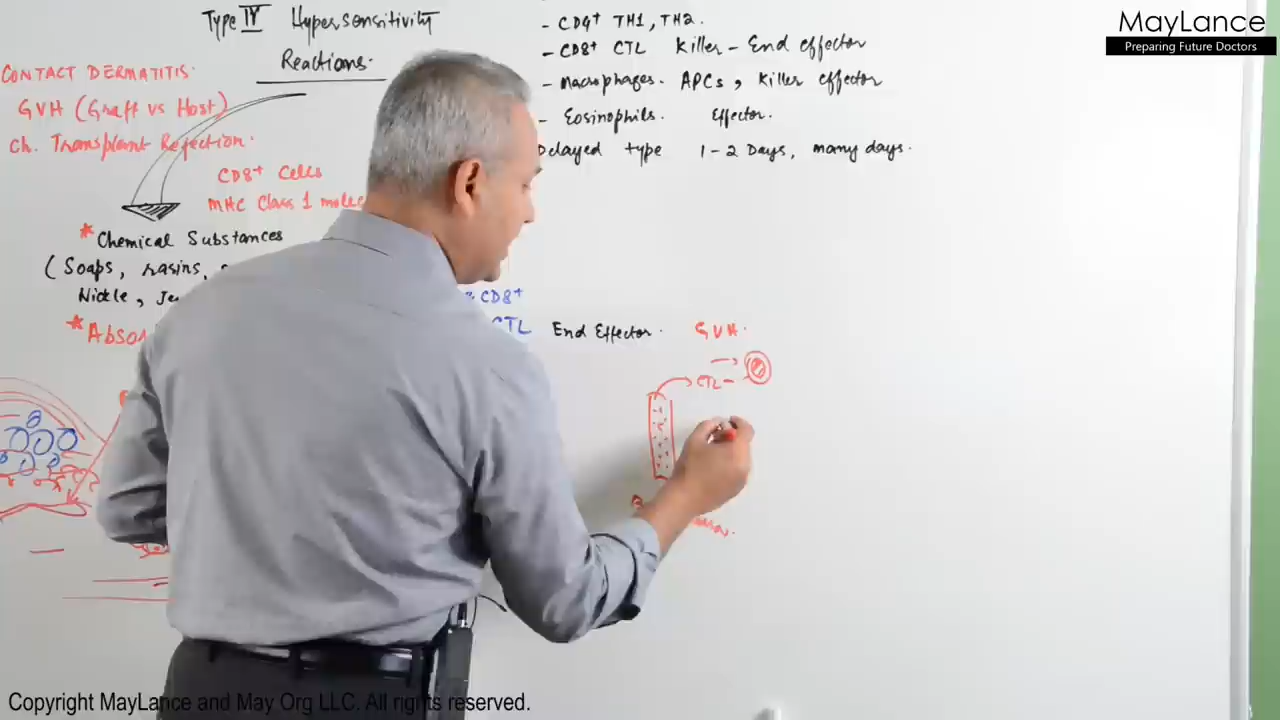 Type IV Hypersensitivity
Reactions.
CONTACT DERMATITIS.
GVH (Graft vs Host)
Ch. Transplant Rejection.
CD8+ Cells
MHC Class 1
* Chemical Substances
(Soaps, rasins,
Nickle,
*
- CD4+ TH1, TH2.
- CD8+ CTL Killer - End effector
- Macrophages. APCs, Killer effector
- Eosinophils. Effector.
Delayed type 1-2 Days, many days.
CD8+
CTL End Effector. GVH.
CTL
MayLance
Preparing Future Doctors
Copyright MayLance and May Org LLC. All rights reserved.